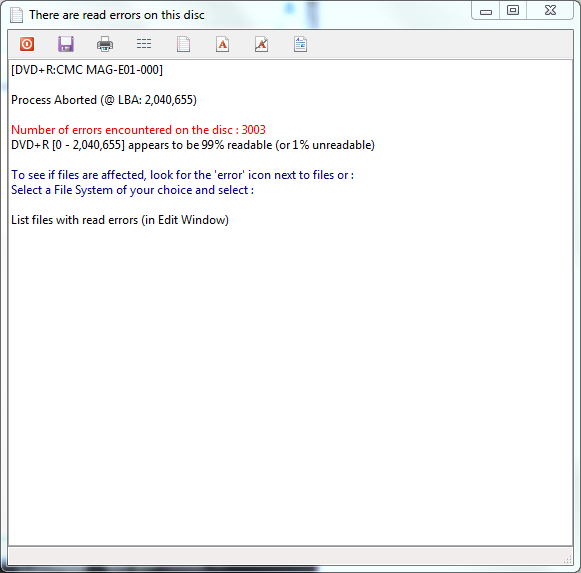 There are read errors on this disc
[DVD+R:CMC MAG-E01-000]
Process Aborted (@ LBA: 2,040,655)
Number of errors encountered on the disc : 3003
DVD+R [0 - 2,040,655] appears to be 99% readable (or 1% unreadable)
To see if files are affected, look for the 'error' icon next to files or :
Select a File System of your choice and select :
List files with read errors (in Edit Window)